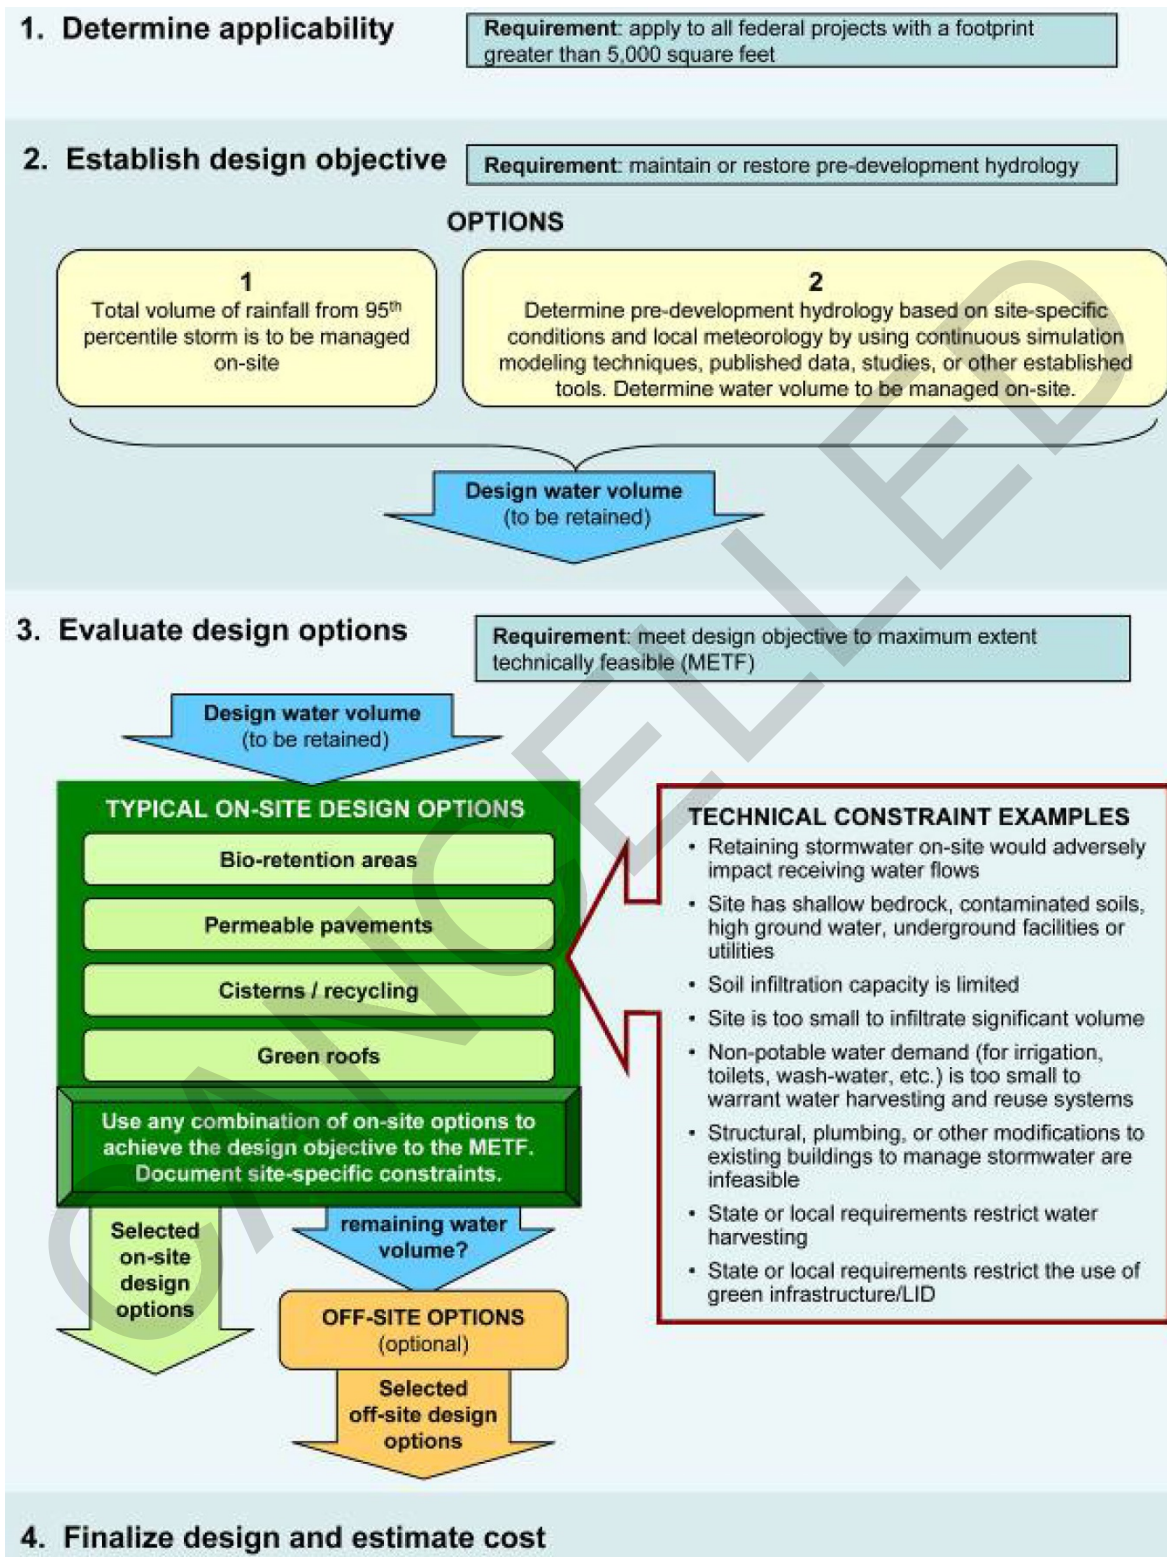 1. Determine applicability
Requirement: apply to all federal projects with a footprint
greater than 5,000 square feet
2. Establish design objective
Requirement: maintain or restore pre-development hydrology
OPTIONS
1
Total volume of rainfall from 95th
percentile storm is to be managed
on-site
2
Determine pre-development hydrology based on site-specific
conditions and local meteorology by using continuous simulation
modeling techniques, published data, studies, or other established
tools. Determine water volume to be managed on-site.
Design water volume
(to be retained)
3. Evaluate design options
Requirement: meet design objective to maximum extent
technically feasible (METF)
Design water volume
(to be retained)
TYPICAL ON-SITE DESIGN OPTIONS
Bio-retention areas
Permeable pavements
Cisterns / recycling
Green roofs
Use any combination of on-site options to
achieve the design objective to the METF.
Document site-specific constraints.
TECHNICAL CONSTRAINT EXAMPLES
• Retaining stormwater on-site would adversely
impact receiving water flows
• Site has shallow bedrock, contaminated soils,
high ground water, underground facilities or
utilities
• Soil infiltration capacity is limited
• Site is too small to infiltrate significant volume
• Non-potable water demand (for irrigation,
toilets, wash-water, etc.) is too small to
warrant water harvesting and reuse systems
• Structural, plumbing, or other modifications to
existing buildings to manage stormwater are
infeasible
• State or local requirements restrict water
harvesting
• State or local requirements restrict the use of
green infrastructure/LID
Selected
on-site
design
options
remaining water
volume?
OFF-SITE OPTIONS
(optional)
Selected
off-site design
options
4. Finalize design and estimate cost
CANCELLED